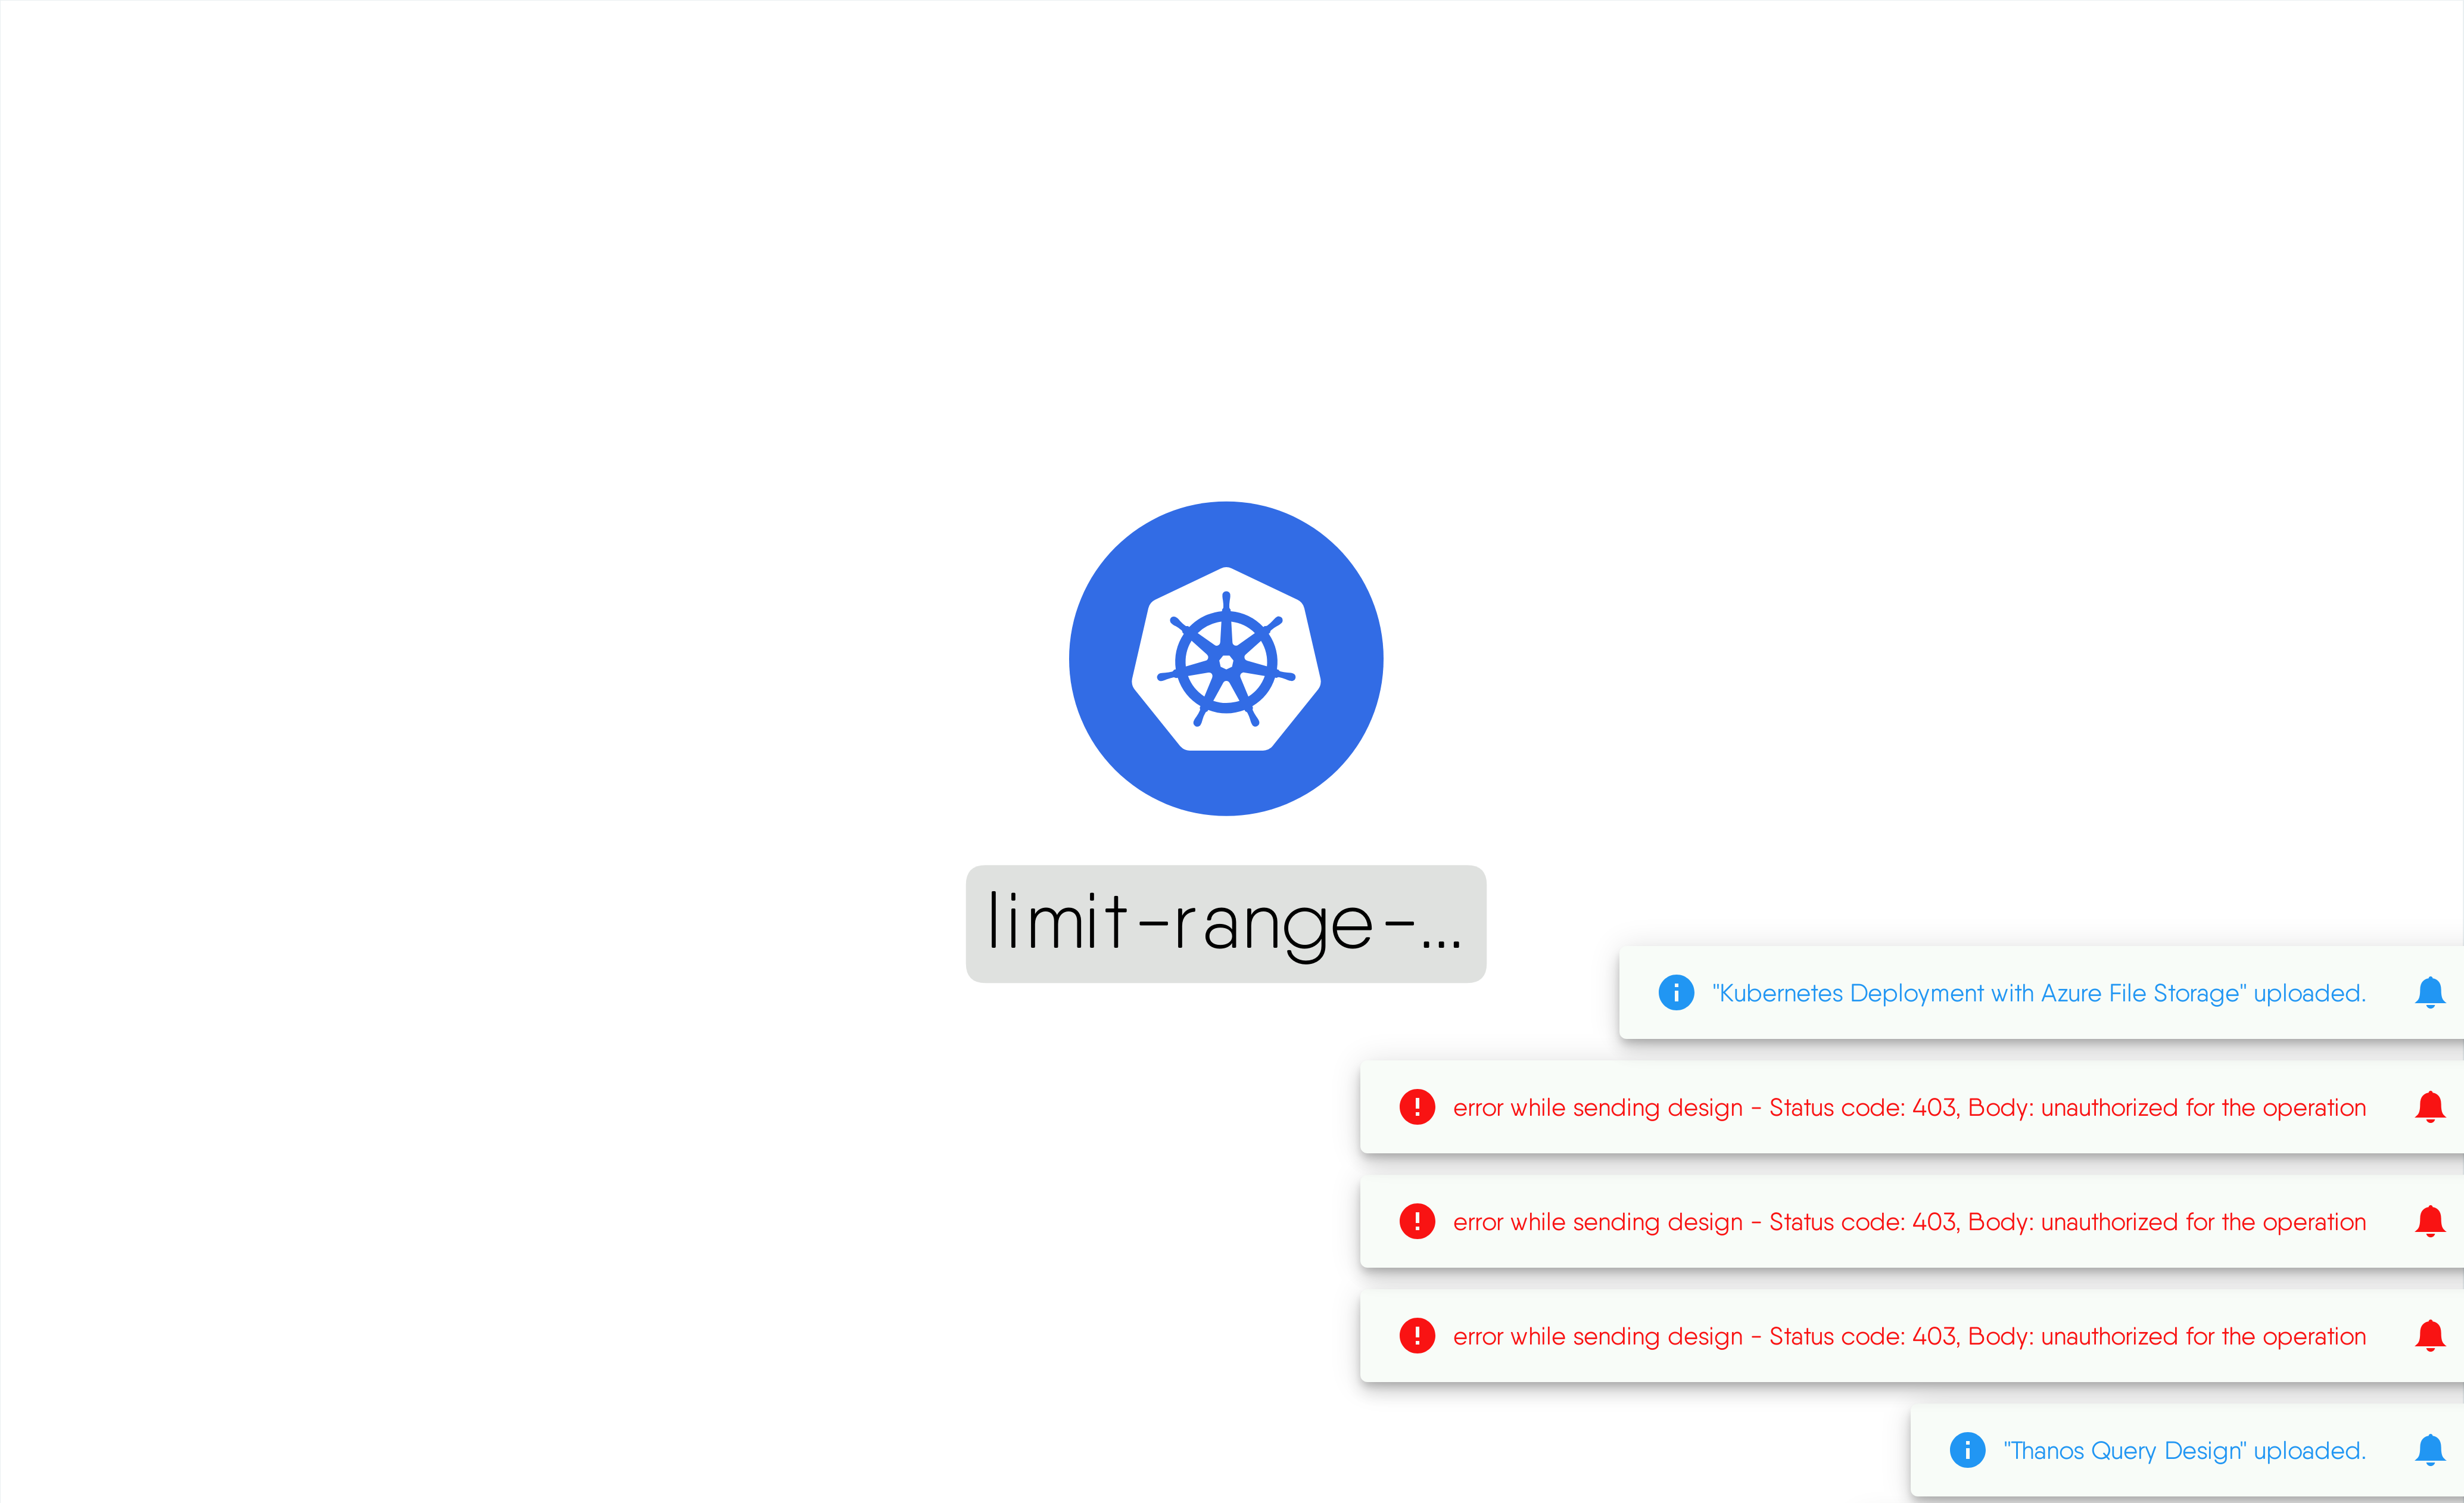 limit-range-...
"Kubernetes Deployment with Azure File Storage" uploaded.
error while sending design - Status code: 403, Body: unauthorized for the operation
error while sending design - Status code: 403, Body: unauthorized for the operation
error while sending design - Status code: 403, Body: unauthorized for the operation
"Thanos Query Design" uploaded.